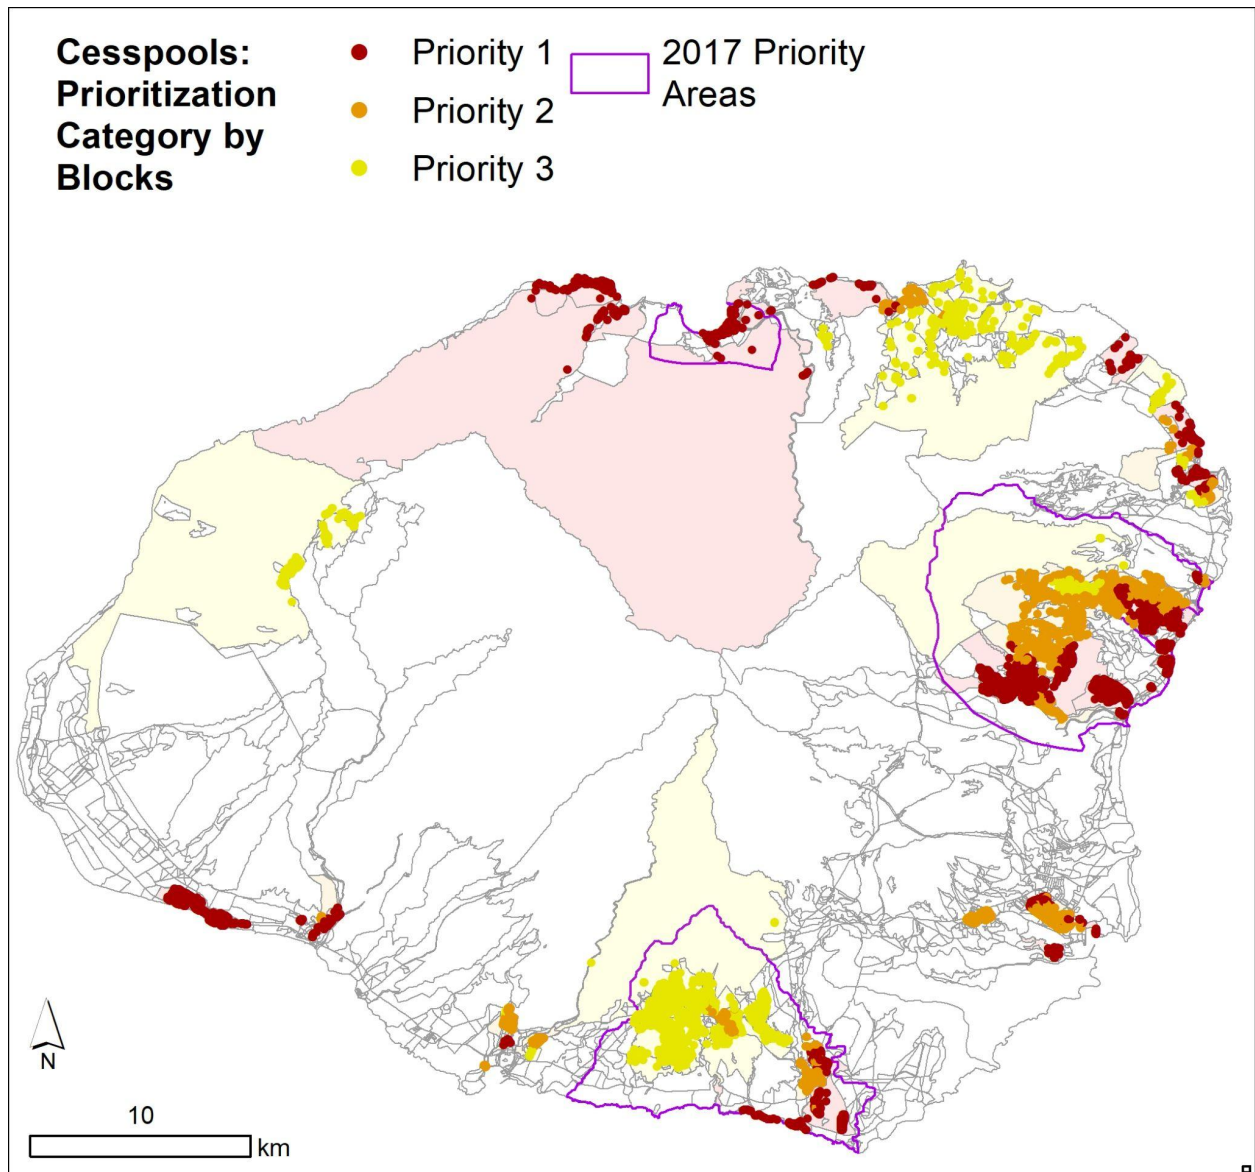 Cesspools:
Prioritization
Category by
Blocks
Priority 1
Priority 2
Priority 3
2017 Priority
Areas
N
10
km